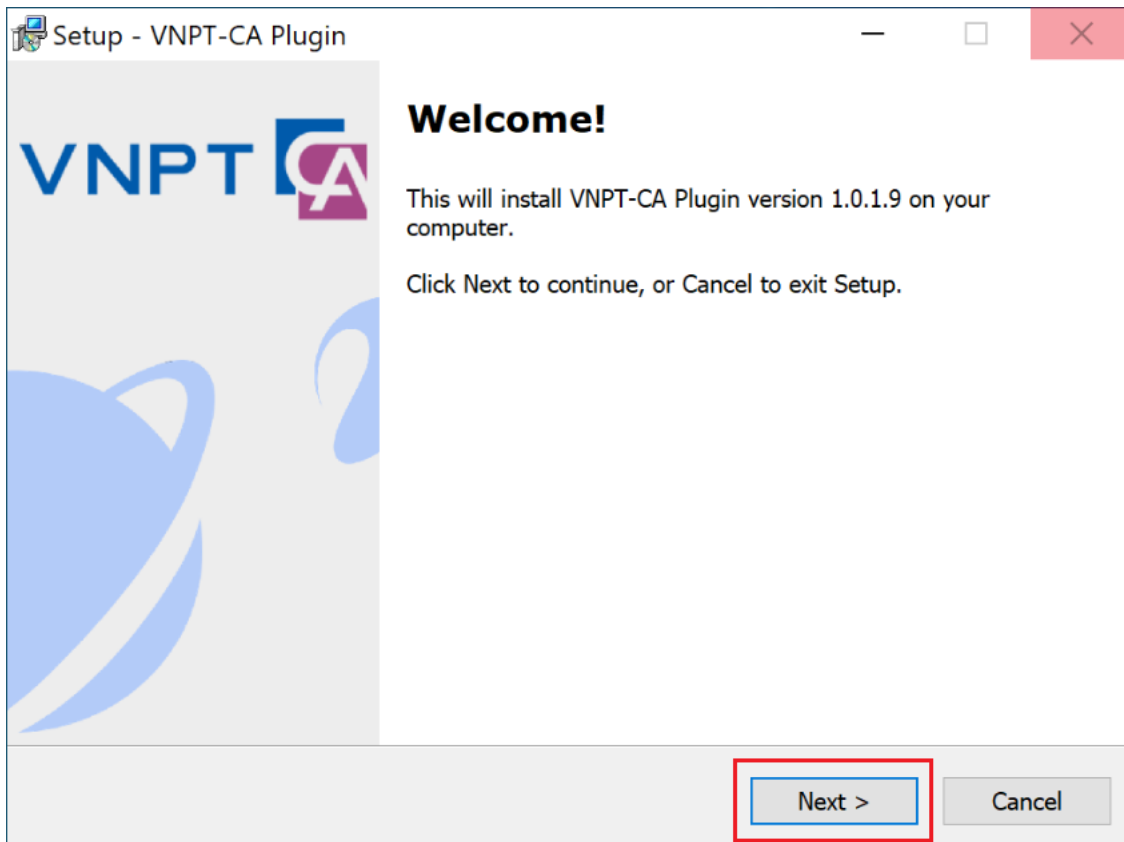 Setup - VNPT-CA Plugin
VNPT CA
Welcome!
This will install VNPT-CA Plugin version 1.0.1.9 on your
computer.
Click Next to continue, or Cancel to exit Setup.
Next >
Cancel